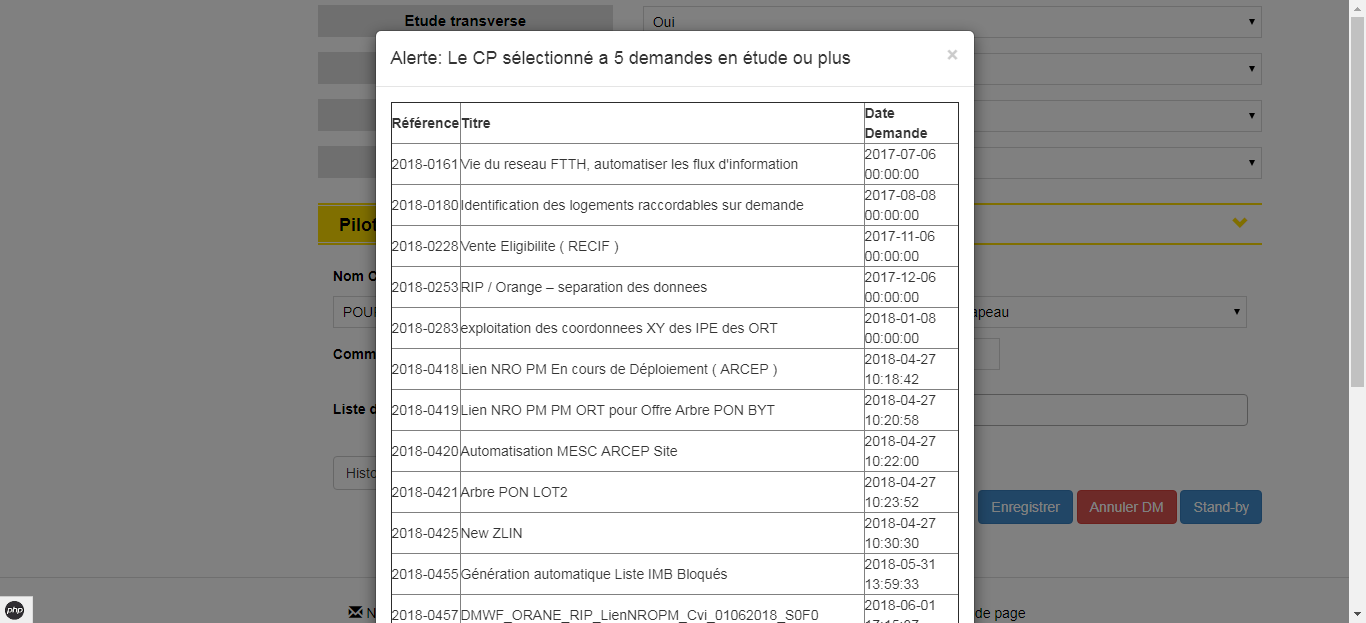 Etude transverse
Oui
Alerte: Le CP sélectionné a 5 demandes en étude ou plus
×
Référence Titre Date Demande
2018-0161 Vie du reseau FTTH, automatiser les flux d'information 2017-07-06 00:00:00
2018-0180 Identification des logements raccordables sur demande 2017-08-08 00:00:00
2018-0228 Vente Eligibilite ( RECIF ) 2017-11-06 00:00:00
2018-0253 RIP / Orange – separation des donnees 2017-12-06 00:00:00
2018-0283 exploitation des coordonnees XY des IPE des ORT 2018-01-08 00:00:00
2018-0418 Lien NRO PM En cours de Déploiement ( ARCEP ) 2018-04-27 10:18:42
2018-0419 Lien NRO PM PM ORT pour Offre Arbre PON BYT 2018-04-27 10:20:58
2018-0420 Automatisation MESC ARCEP Site 2018-04-27 10:22:00
2018-0421 Arbre PON LOT2 2018-04-27 10:23:52
2018-0425 New ZLIN 2018-04-27 10:30:30
2018-0455 Génération automatique Liste IMB Bloqués 2018-05-31 13:59:33
2018-0457 DMWF_ORANE_RIP_LienNROPM_Cvi_01062018_S0F0 2018-06-01
Pilot
Nom C
POUI
apeau
Comm
Liste d
Histo
Enregistrer Annuler DM Stand-by
N
de page
php